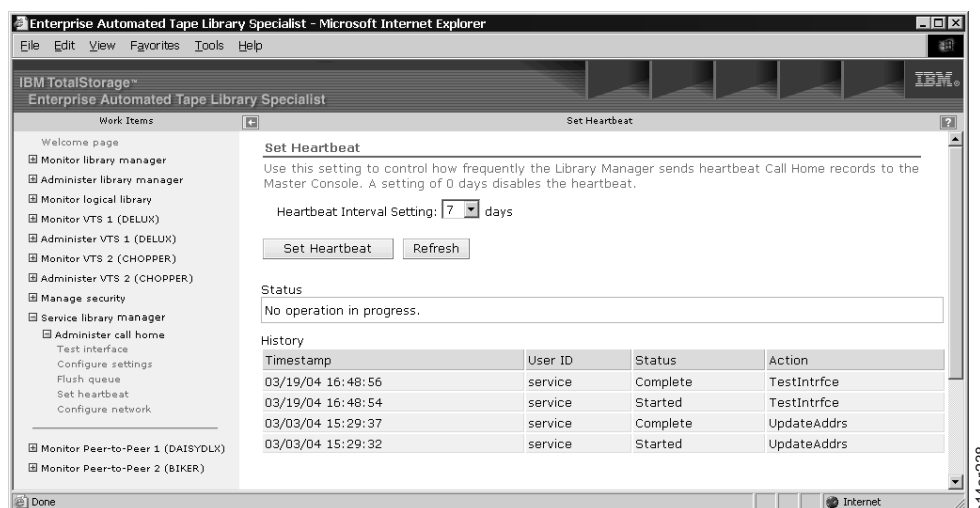 Enterprise Automated Tape Library Specialist - Microsoft Internet Explorer
File Edit View Favorites Tools Help
IBM TotalStorage™
Enterprise Automated Tape Library Specialist
IBM®
Work Items
Set Heartbeat
?
Welcome page
Monitor library manager
Administer library manager
Monitor logical library
Monitor VTS 1 (DELUX)
Administer VTS 1 (DELUX)
Monitor VTS 2 (CHOPPER)
Administer VTS 2 (CHOPPER)
Manage security
Service library manager
Administer call home
Test interface
Configure settings
Flush queue
Set heartbeat
Configure network
Monitor Peer-to-Peer 1 (DAISYDLX)
Monitor Peer-to-Peer 2 (BIKER)
Set Heartbeat
Use this setting to control how frequently the Library Manager sends heartbeat Call Home records to the
Master Console. A setting of 0 days disables the heartbeat.
Heartbeat Interval Setting: 7 days
Set Heartbeat Refresh
Status
No operation in progress.
History
Timestamp User ID Status Action
03/19/04 16:48:56 service Complete TestIntrfce
03/19/04 16:48:54 service Started TestIntrfce
03/03/04 15:29:37 service Complete UpdateAddrs
03/03/04 15:29:32 service Started UpdateAddrs
Done
Internet